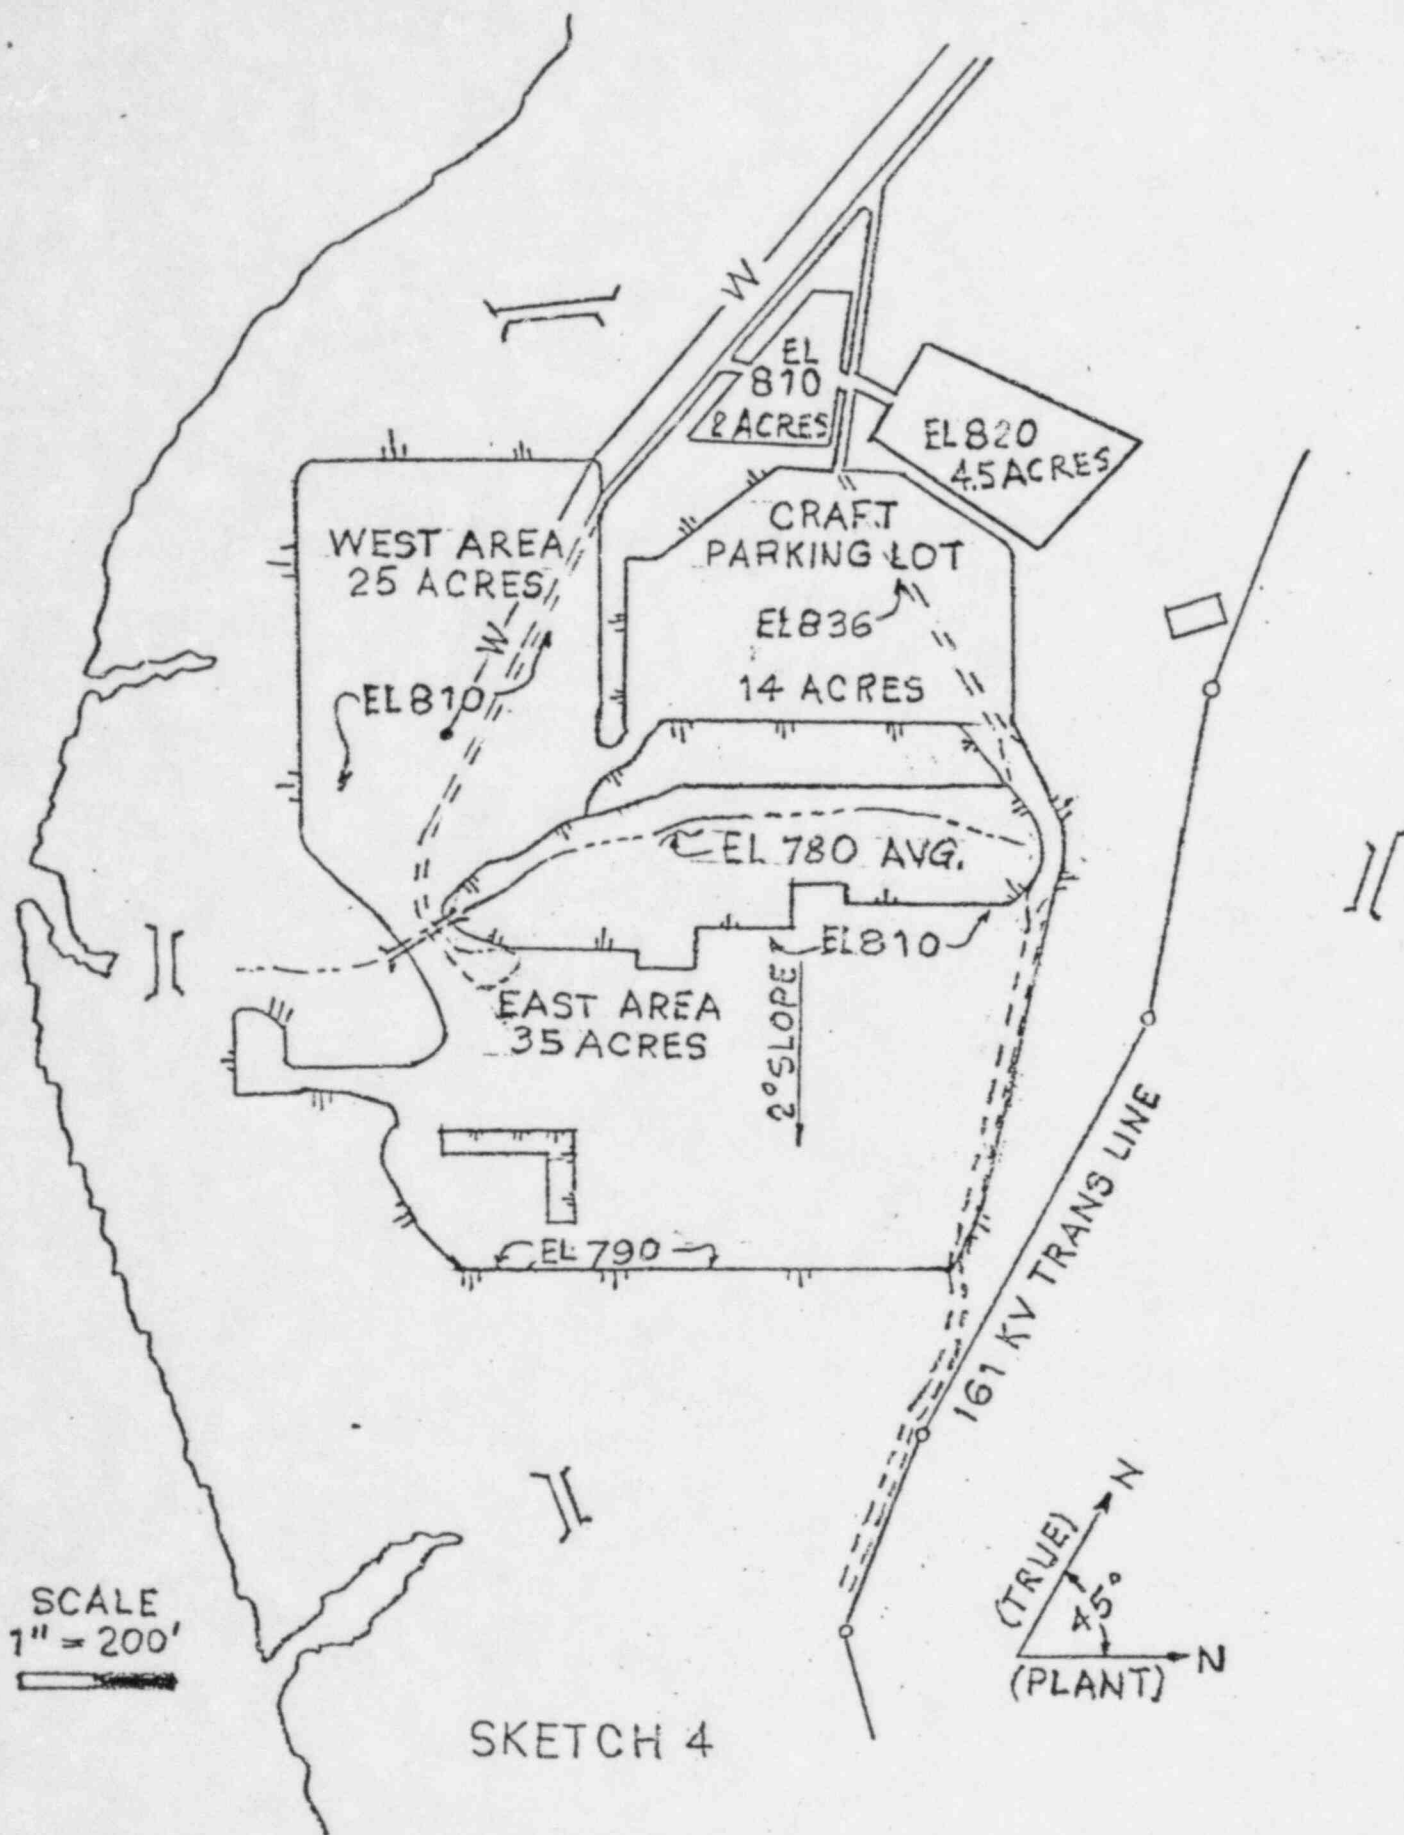 W
EL
810
2 ACRES
EL 820
4.5 ACRES
WEST AREA
25 ACRES
CRAFT
PARKING LOT
W
EL 836
14 ACRES
EL 810
EL 780 AVG.
EL 810
EAST AREA
35 ACRES
2° SLOPE
EL 790
161 KV TRANS LINE
(TRUE) N
45°
N
(PLANT)
SCALE
1" = 200'
SKETCH 4